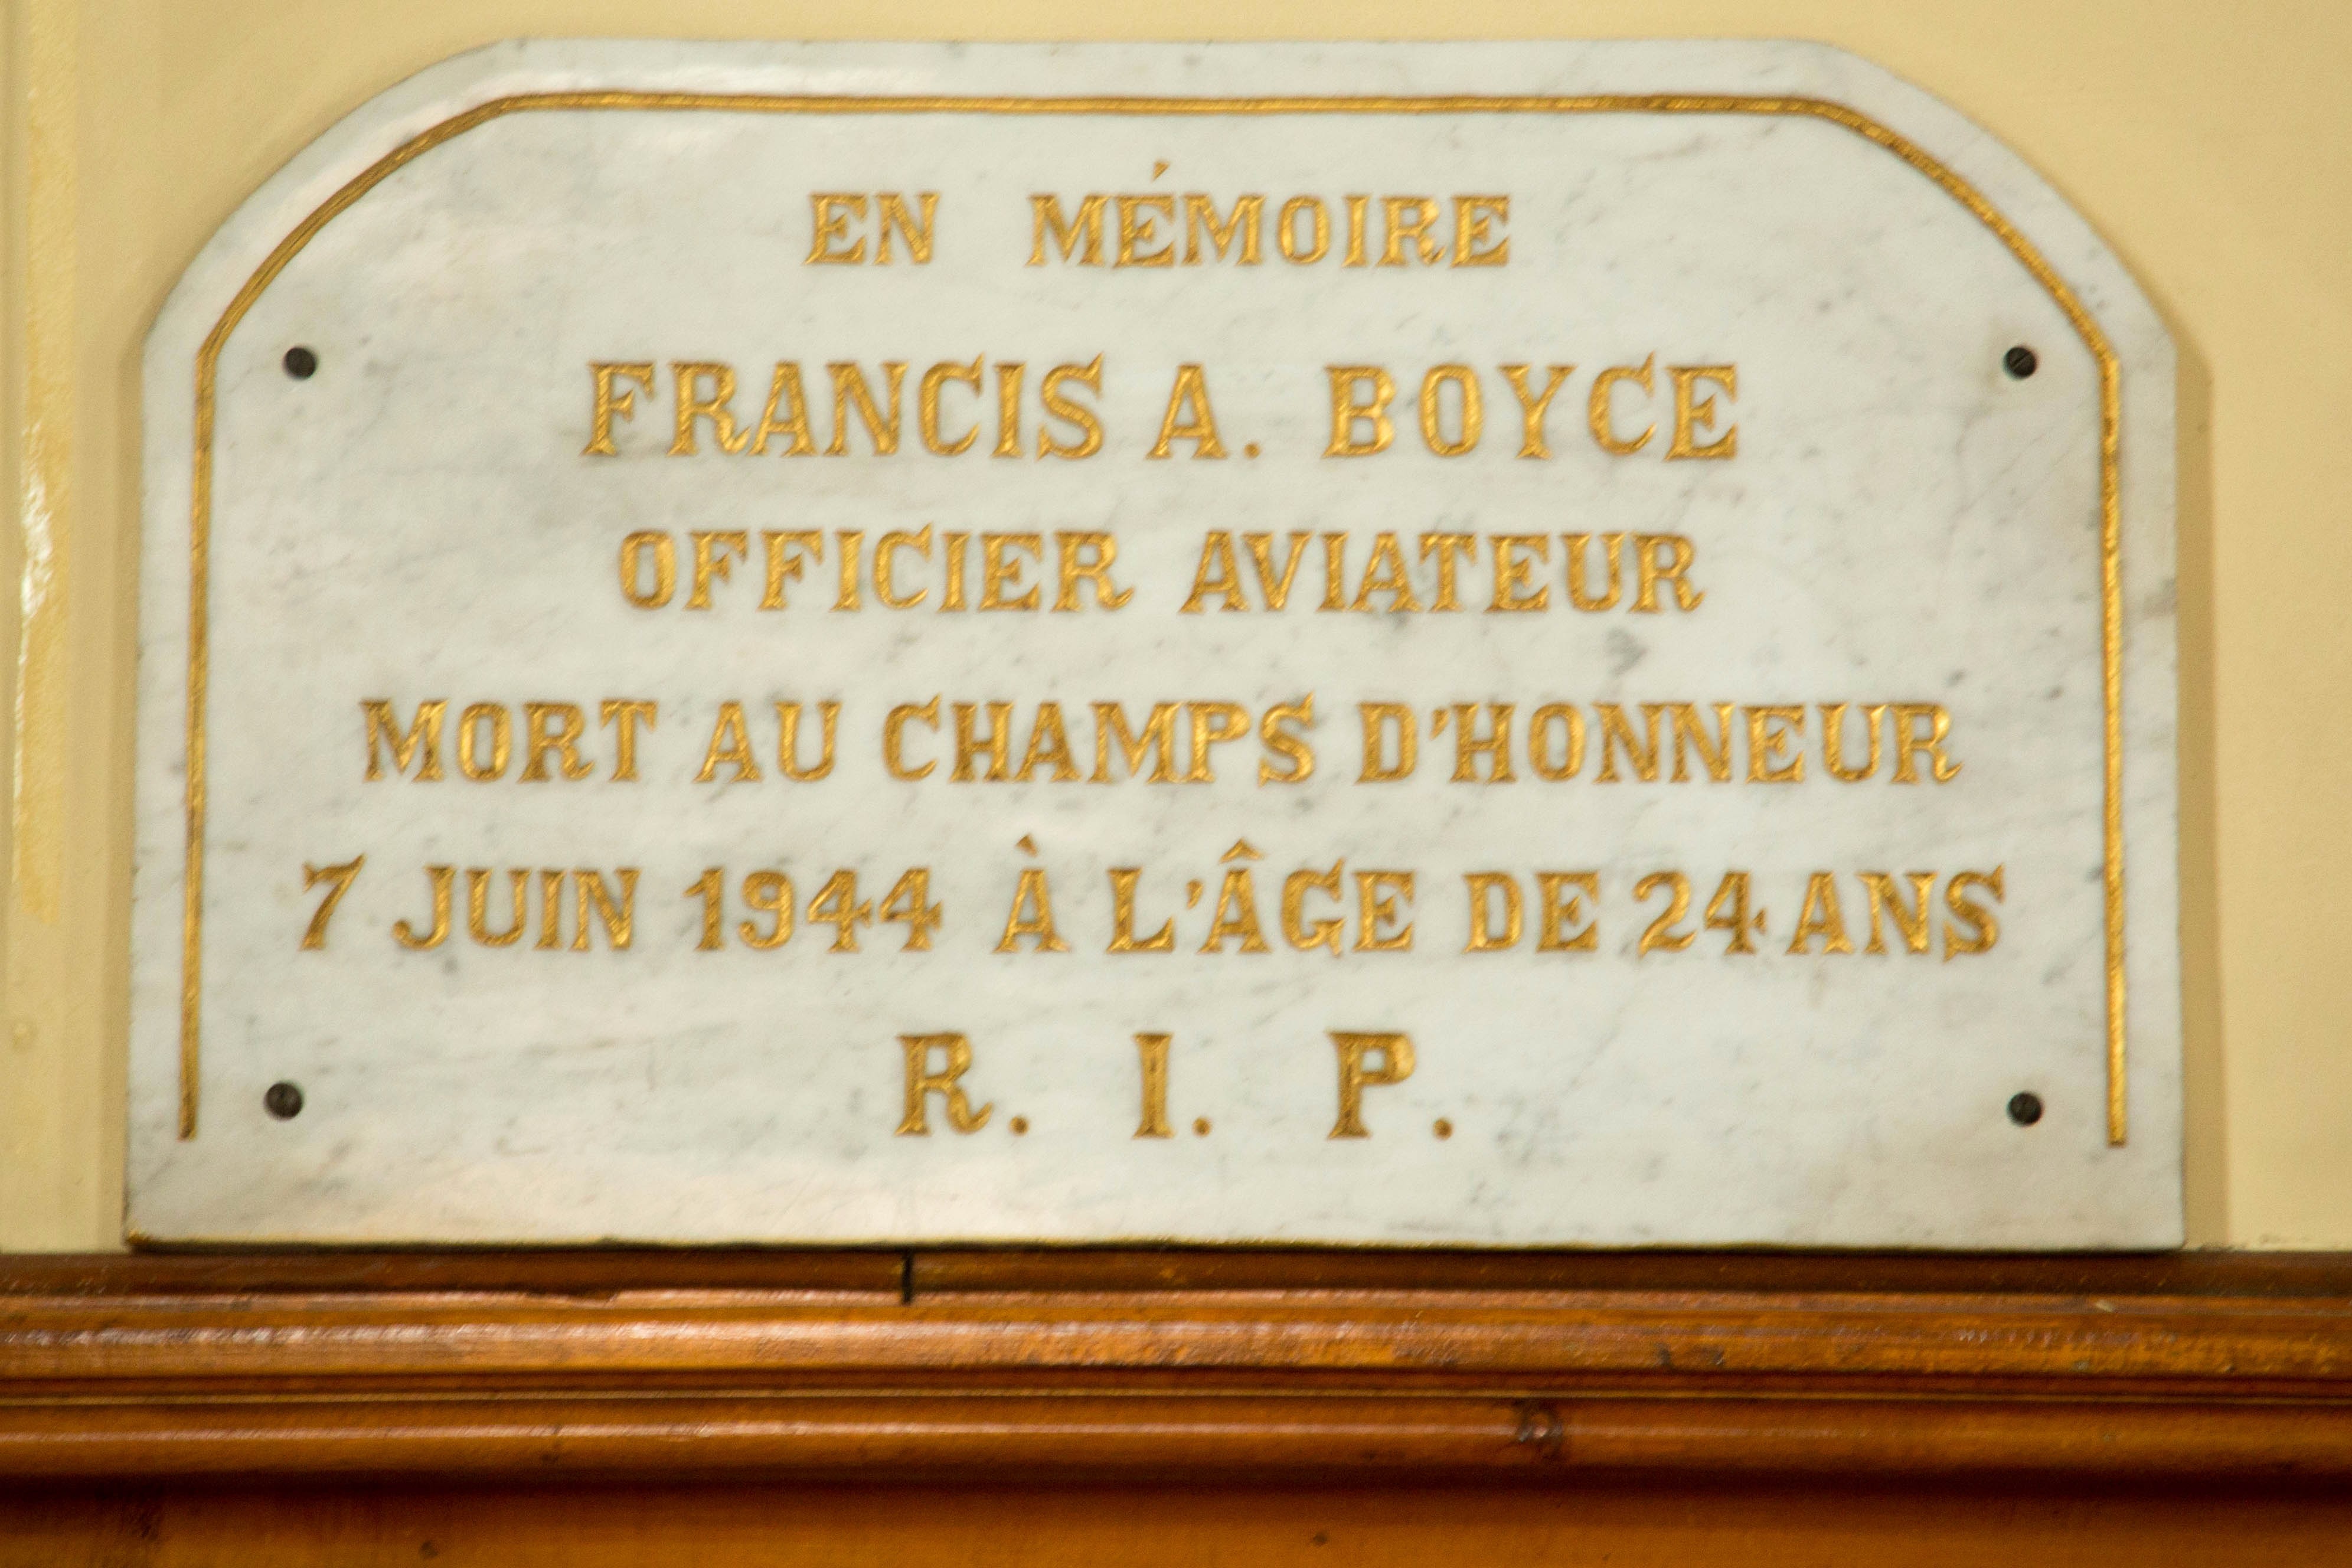 EN MÉMOIRE
FRANCIS A. BOYCE
OFFICIER AVIATEUR
MORT AU CHAMPS D'HONNEUR
7 JUIN 1944 À L'ÂGE DE 24 ANS
R. I. P.